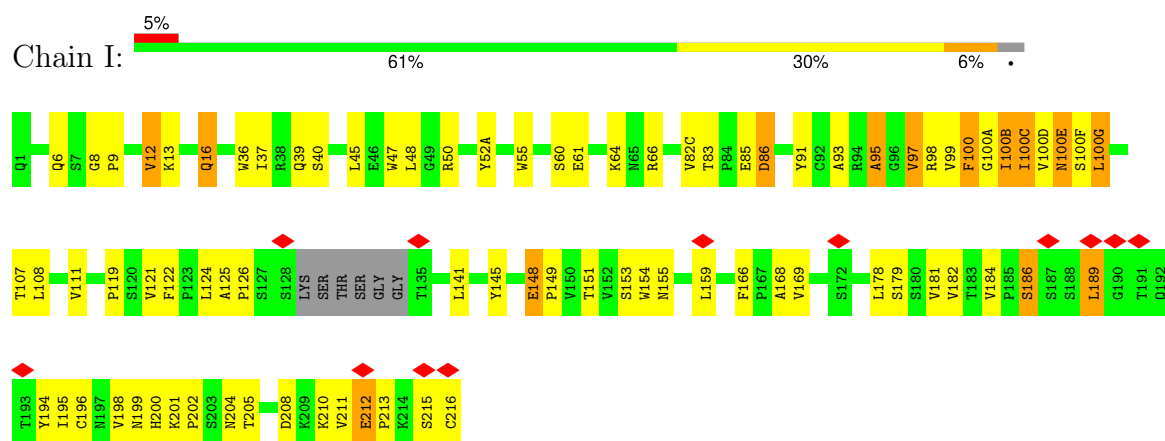 5%
Chain I:
61% 30% 6% •
Q1 Q6 S7 G8 P9 V12 K13 Q16 W36 I37 R38 Q39 S40 L45 E46 W47 L48 G49 R50 Y52A W55 S60 E61 K64 N65 R66 V82C T83 P84 E85 D86 Y91 C92 A93 R94 A95 G96 V97 R98 V99 F100 G100A I100B I100C V100D N100E S100F L100G
T107 L108 V111 P119 S120 V121 F122 P123 L124 A125 P126 S127 S128 LYS SER THR SER GLY GLY T135 L141 Y145 E148 P149 V150 T151 V152 S153 W154 N155 L159 F166 P167 A168 V169 S172 L178 S179 S180 V181 V182 T183 V184 P185 S186 S187 S188 L189 G190 T191 Q192
T193 Y194 I195 C196 N197 V198 N199 H200 K201 P202 S203 N204 T205 D208 K209 K210 V211 E212 P213 K214 S215 C216